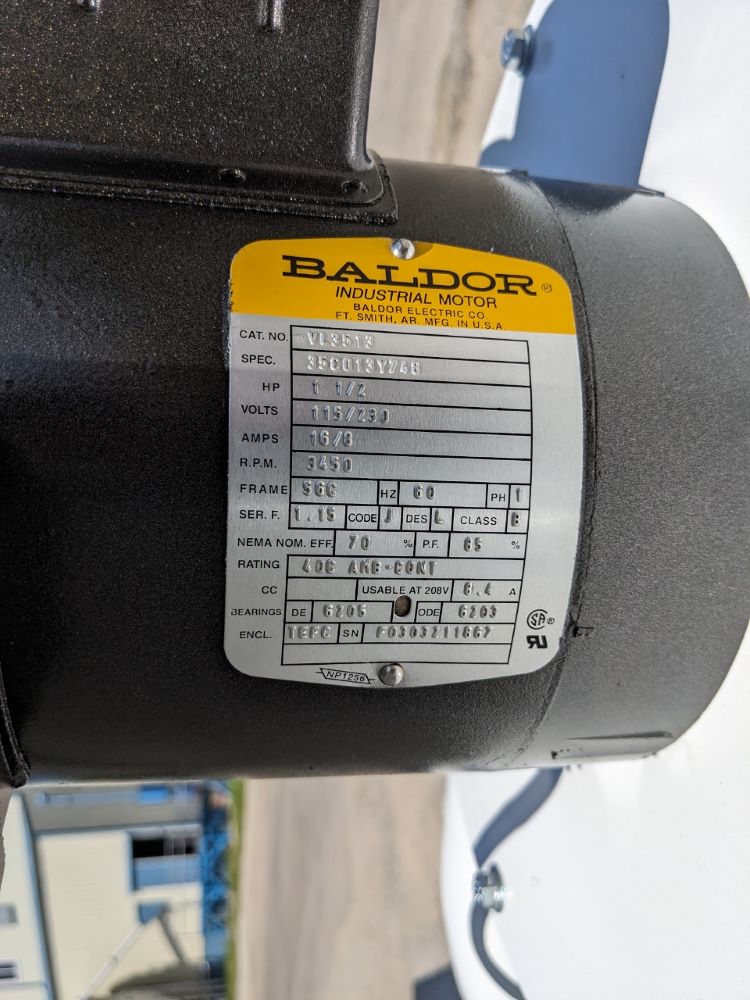 BALDOR®
INDUSTRIAL MOTOR
BALDOR ELECTRIC CO.
FT. SMITH, AR. MFG. IN U.S.A.
CAT. NO. VL3513
SPEC. 35C013Y748
HP 1 1/2
VOLTS 115/230
AMPS 16/8
R.P.M. 3450
FRAME 56C HZ 60 PH 1
SER. F. 1.15 CODE J DES L CLASS B
NEMA NOM. EFF. 70 % P.F. 65 %
RATING 40C AMB-CONT
CC USABLE AT 208V 8.4 A
BEARINGS DE 6205 ODE 6203
ENCL. TEFC SN F0303211667
NP1256